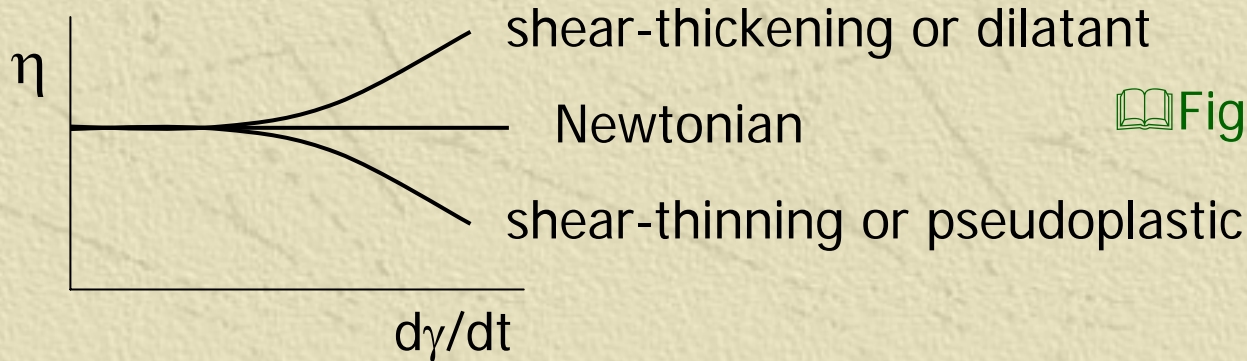 shear-thickening or dilatant
η
Newtonian
Fig
shear-thinning or pseudoplastic
dγ/dt